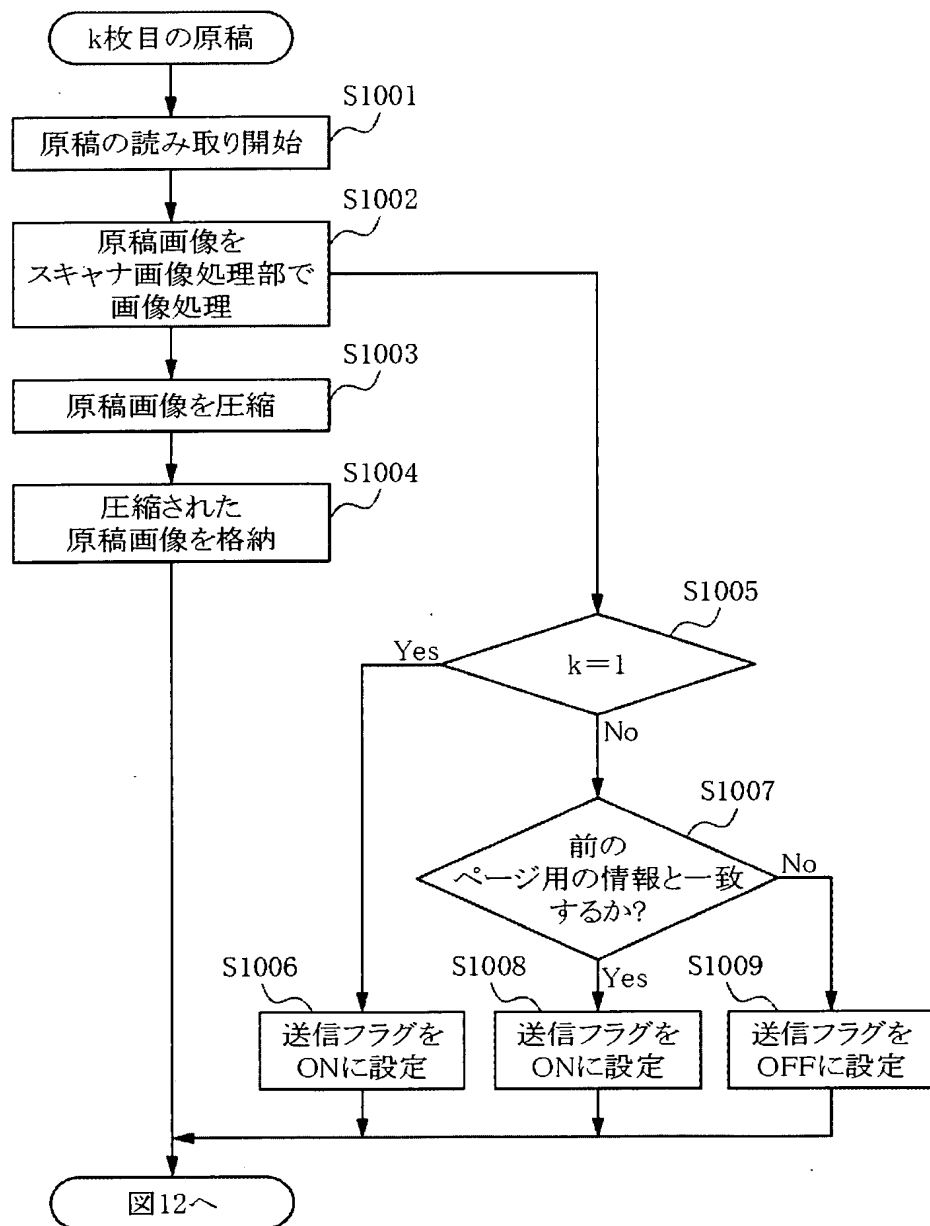 k枚目の原稿
S1001
原稿の読み取り開始
S1002
原稿画像を
スキャナ画像処理部で
画像処理
S1003
原稿画像を圧縮
S1004
圧縮された
原稿画像を格納
S1005
Yes
k=1
No
S1007
前の
ページ用の情報と一致
するか?
No
S1006
S1008
Yes
S1009
送信フラグを
ONに設定
送信フラグを
ONに設定
送信フラグを
OFFに設定
図12へ